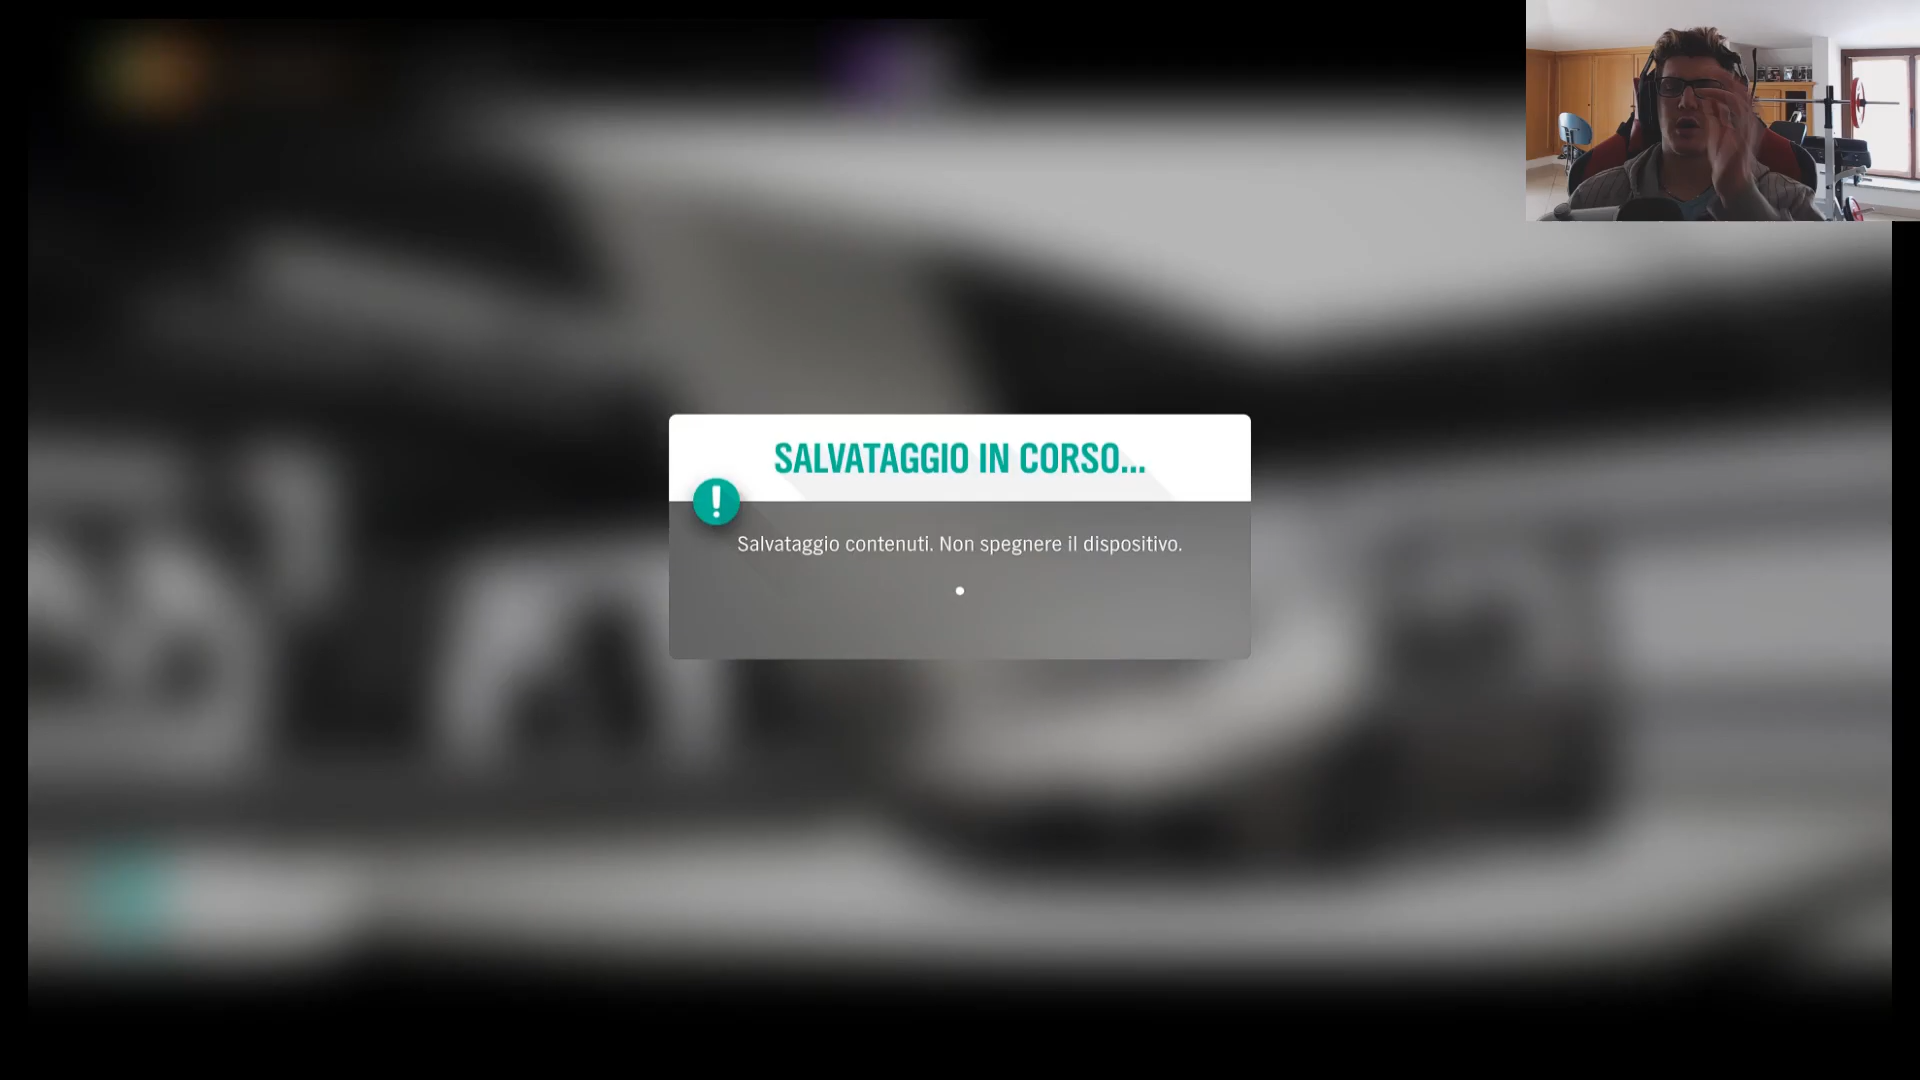 SALVATAGGIO IN CORSO...
Salvataggio contenuti. Non spegnere il dispositivo.